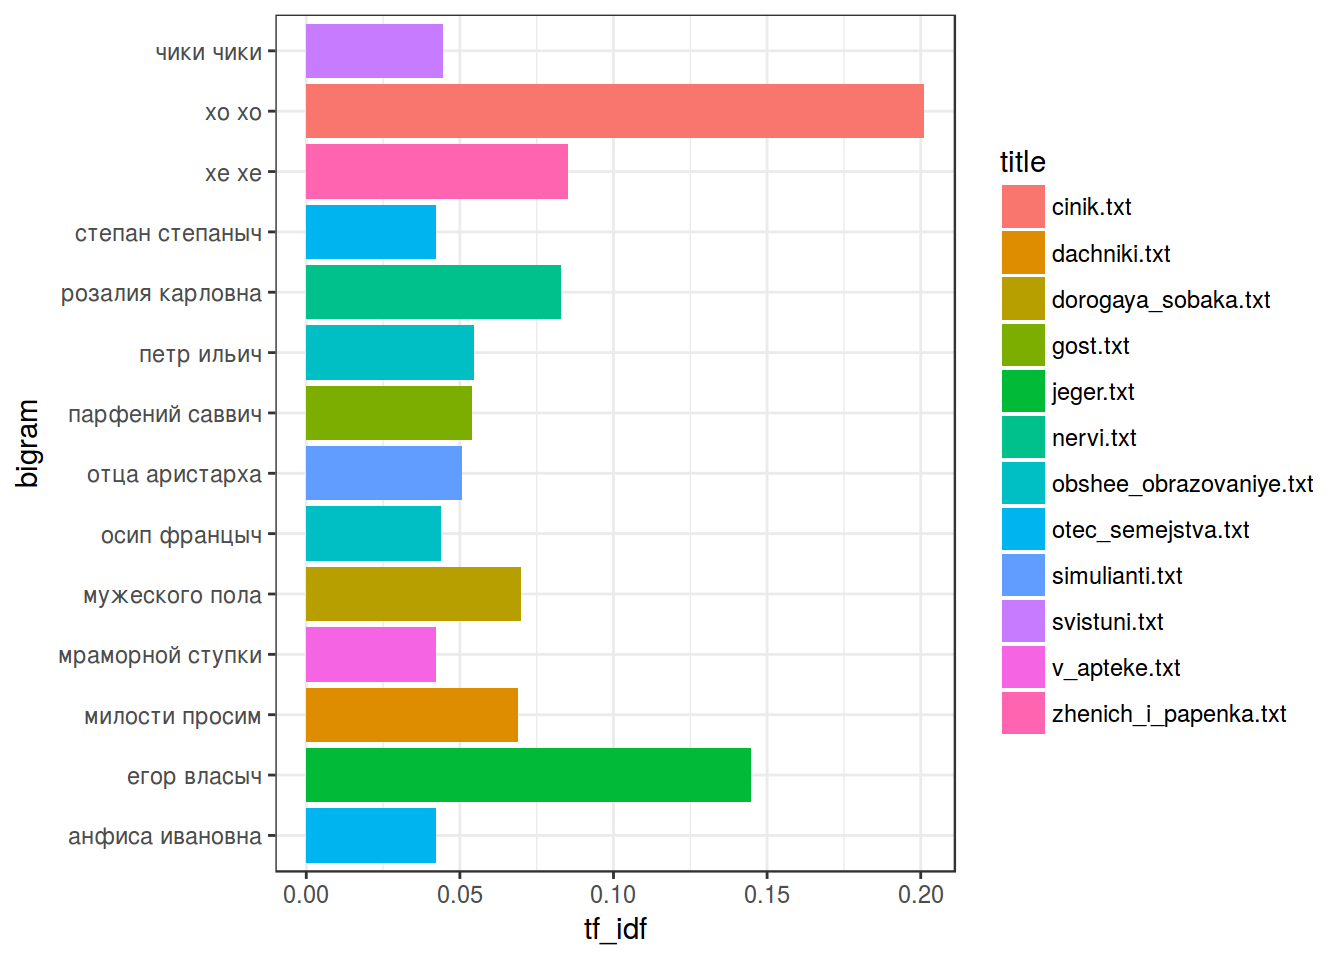 чики чики
хо хо
хе хе
степан степаныч
розалия карловна
петр ильич
парфений саввич
отца аристарха
осип францыч
мужеского пола
мраморной ступки
милости просим
егор власыч
анфиса ивановна
bigram
0.00 0.05 0.10 0.15 0.20
tf_idf
title
cinik.txt
dachniki.txt
dorogaya_sobaka.txt
gost.txt
jeger.txt
nervi.txt
obshee_obrazovaniye.txt
otec_semejstva.txt
simulianti.txt
svistuni.txt
v_apteke.txt
zhenich_i_papenka.txt